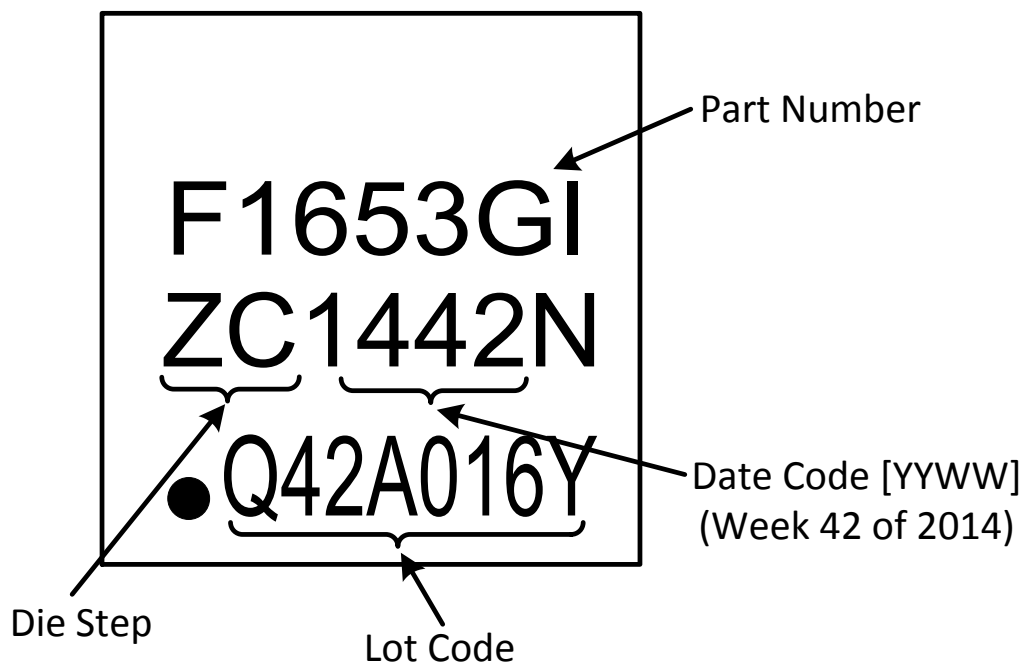 Part Number
F1653GI
ZC1442N
Q42A016Y
Date Code [YYWW]
(Week 42 of 2014)
Die Step
Lot Code